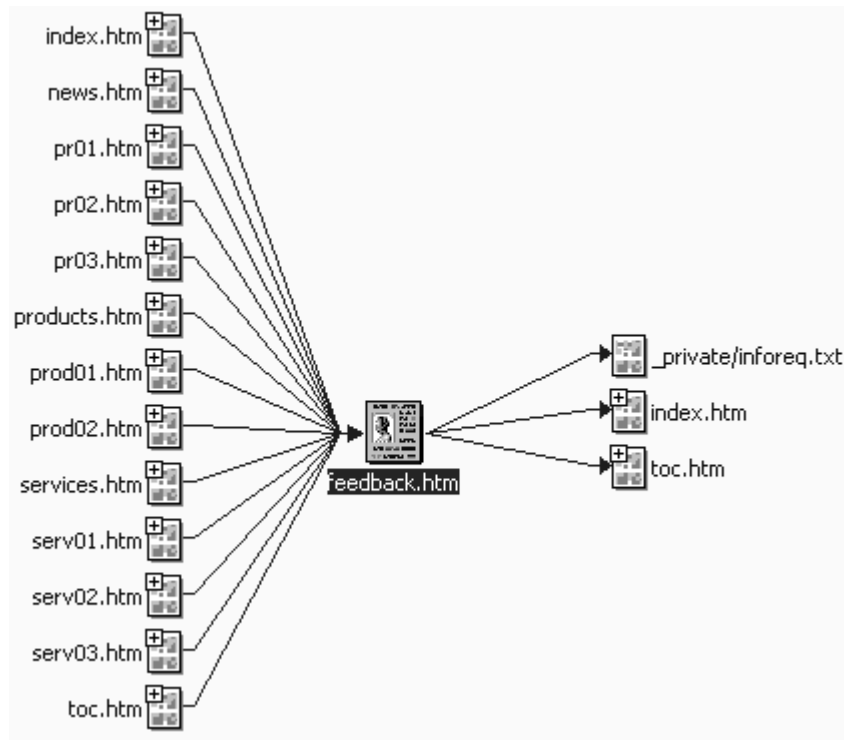 index.htm
news.htm
pr01.htm
pr02.htm
pr03.htm
products.htm
prod01.htm
prod02.htm
services.htm
serv01.htm
serv02.htm
serv03.htm
toc.htm
feedback.htm
_private/inforeq.txt
index.htm
toc.htm